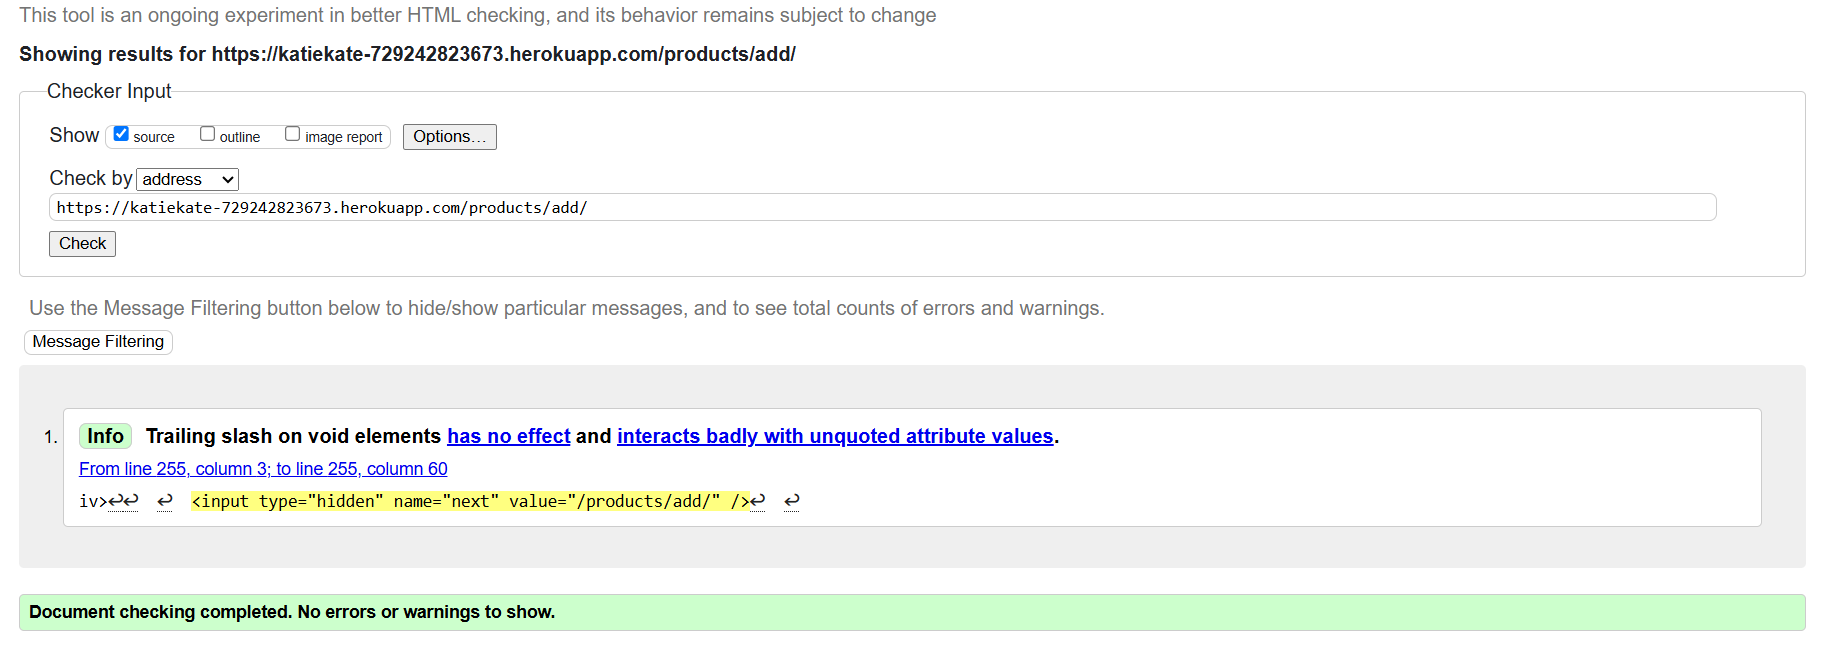 This tool is an ongoing experiment in better HTML checking, and its behavior remains subject to change
Showing results for https://katiekate-729242823673.herokuapp.com/products/add/
Checker Input
Show source outline image report Options...
Check by address
https://katiekate-729242823673.herokuapp.com/products/add/
Check
Use the Message Filtering button below to hide/show particular messages, and to see total counts of errors and warnings.
Message Filtering
1. Info Trailing slash on void elements has no effect and interacts badly with unquoted attribute values.
From line 255, column 3; to line 255, column 60
iv>↩↩ ↩ <input type="hidden" name="next" value="/products/add/" />↩ ↩
Document checking completed. No errors or warnings to show.